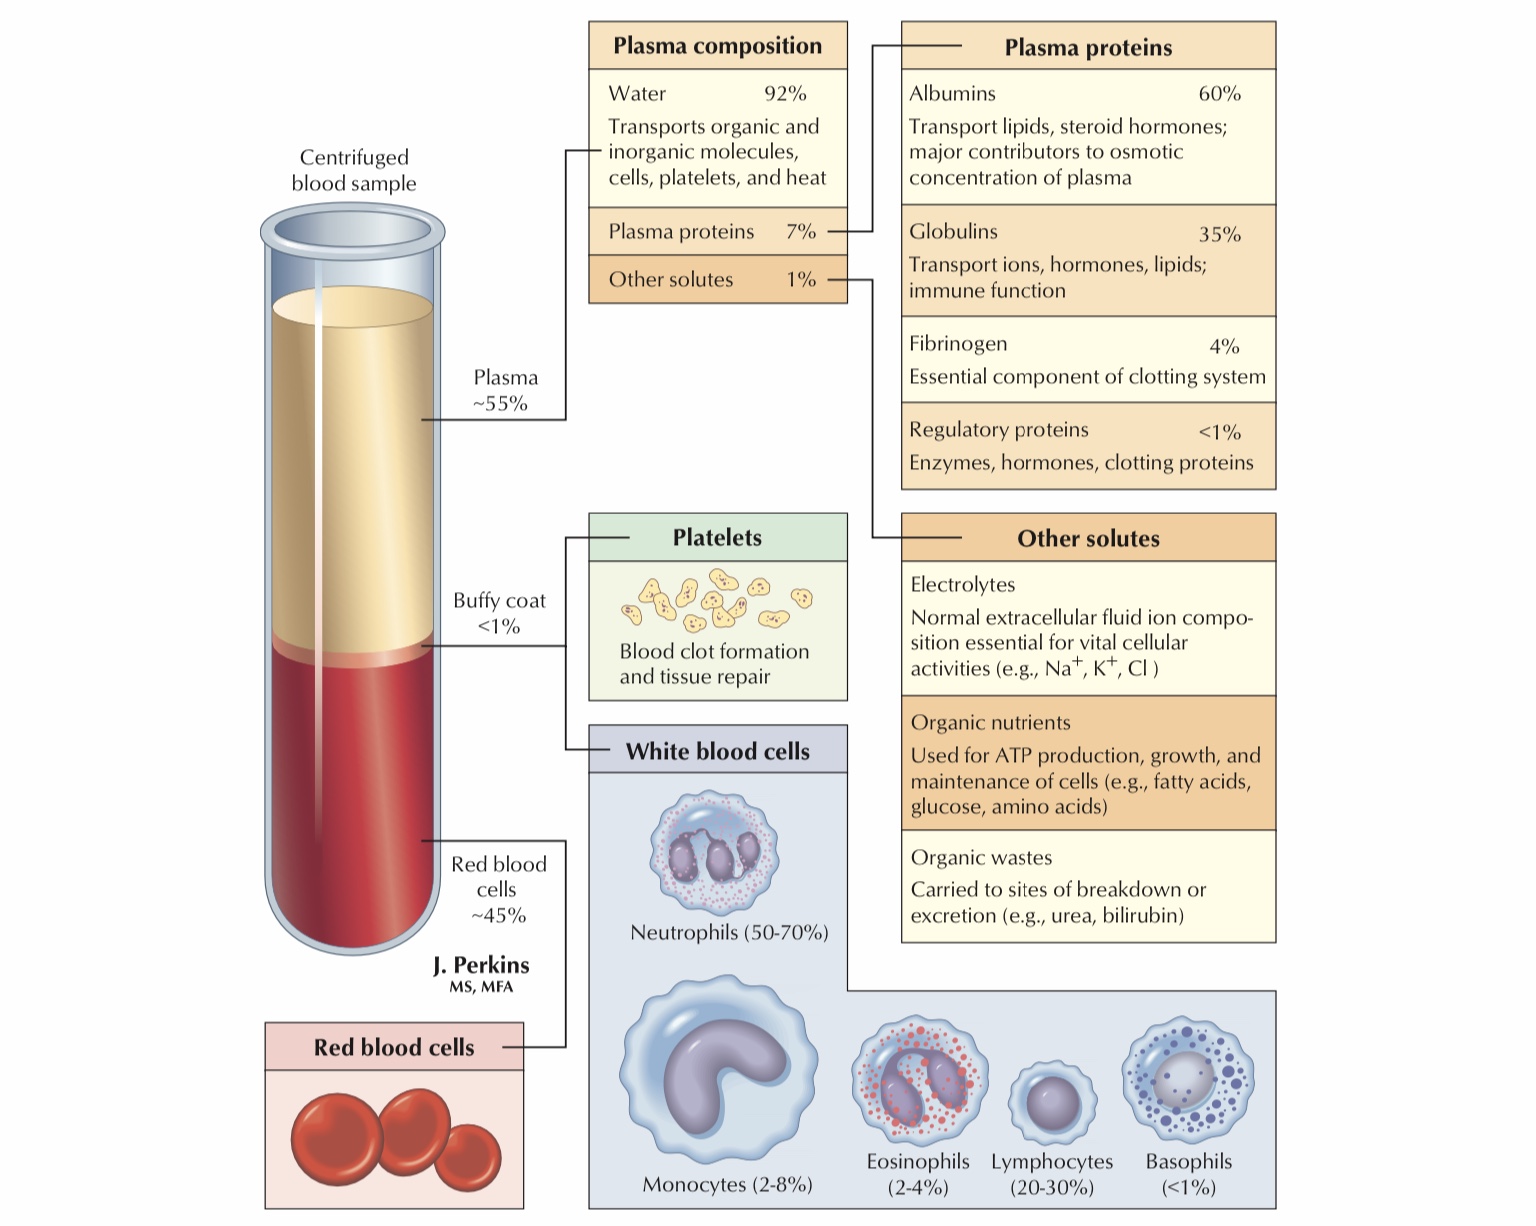 Centrifuged
blood sample
Plasma
~55%
Buffy coat
<1%
Red blood
cells
~45%
J. Perkins
MS, MFA
Red blood cells
Plasma composition
Water 92%
Transports organic and
inorganic molecules,
cells, platelets, and heat
Plasma proteins 7%
Other solutes 1%
Plasma proteins
Albumins 60%
Transport lipids, steroid hormones;
major contributors to osmotic
concentration of plasma
Globulins 35%
Transport ions, hormones, lipids;
immune function
Fibrinogen 4%
Essential component of clotting system
Regulatory proteins <1%
Enzymes, hormones, clotting proteins
Platelets
Blood clot formation
and tissue repair
Other solutes
Electrolytes
Normal extracellular fluid ion compo-
sition essential for vital cellular
activities (e.g., Na⁺, K⁺, Cl )
Organic nutrients
Used for ATP production, growth, and
maintenance of cells (e.g., fatty acids,
glucose, amino acids)
Organic wastes
Carried to sites of breakdown or
excretion (e.g., urea, bilirubin)
White blood cells
Neutrophils (50-70%)
Monocytes (2-8%)
Eosinophils
(2-4%)
Lymphocytes
(20-30%)
Basophils
(<1%)